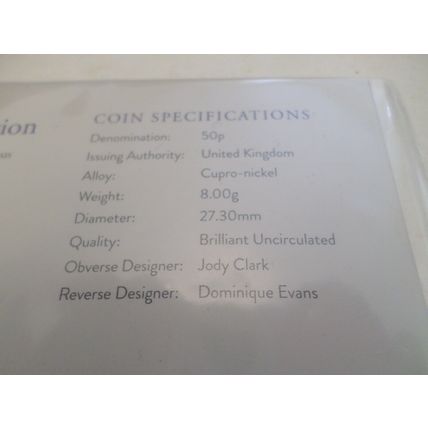 COIN SPECIFICATIONS
ion
Denomination: 50p
Issuing Authority: United Kingdom
Alloy: Cupro-nickel
Weight: 8.00g
Diameter: 27.30mm
Quality: Brilliant Uncirculated
Obverse Designer: Jody Clark
Reverse Designer: Dominique Evans